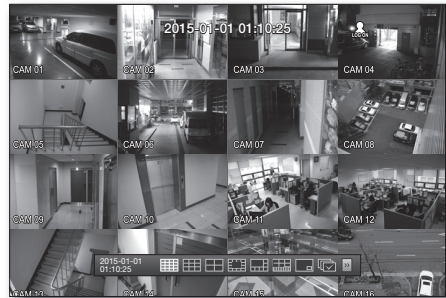 2015-01-01 01:10:25
LOG ON
CAM 01
CAM 02
CAM 03
CAM 04
CAM 05
CAM 06
CAM 07
CAM 08
CAM 09
CAM 10
CAM 11
CAM 12
2015-01-01
01:10:25
CAM 13
CAM 14
CAM 15
CAM 16